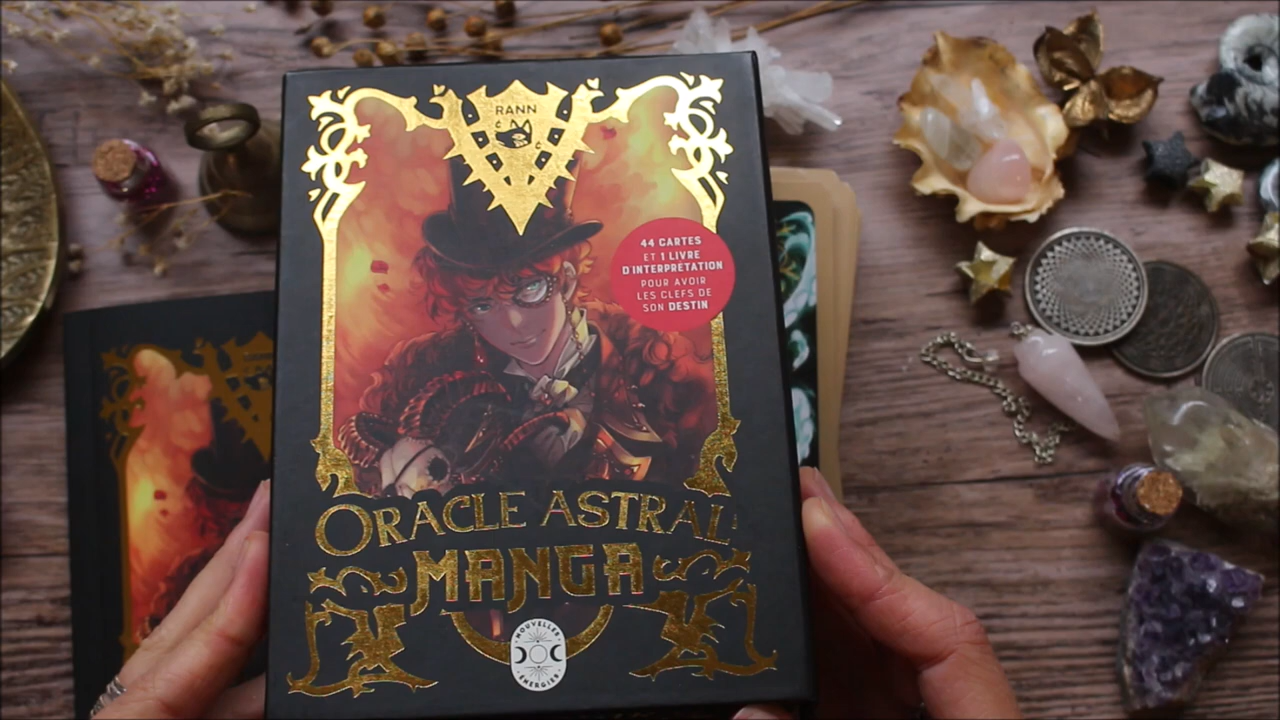 RANN
44 CARTES
ET 1 LIVRE
D'INTERPRÉTATION
POUR AVOIR
LES CLEFS DE
SON DESTIN
ORACLE ASTRAL
MANGA
NOUVELLES
ÉNERGIES